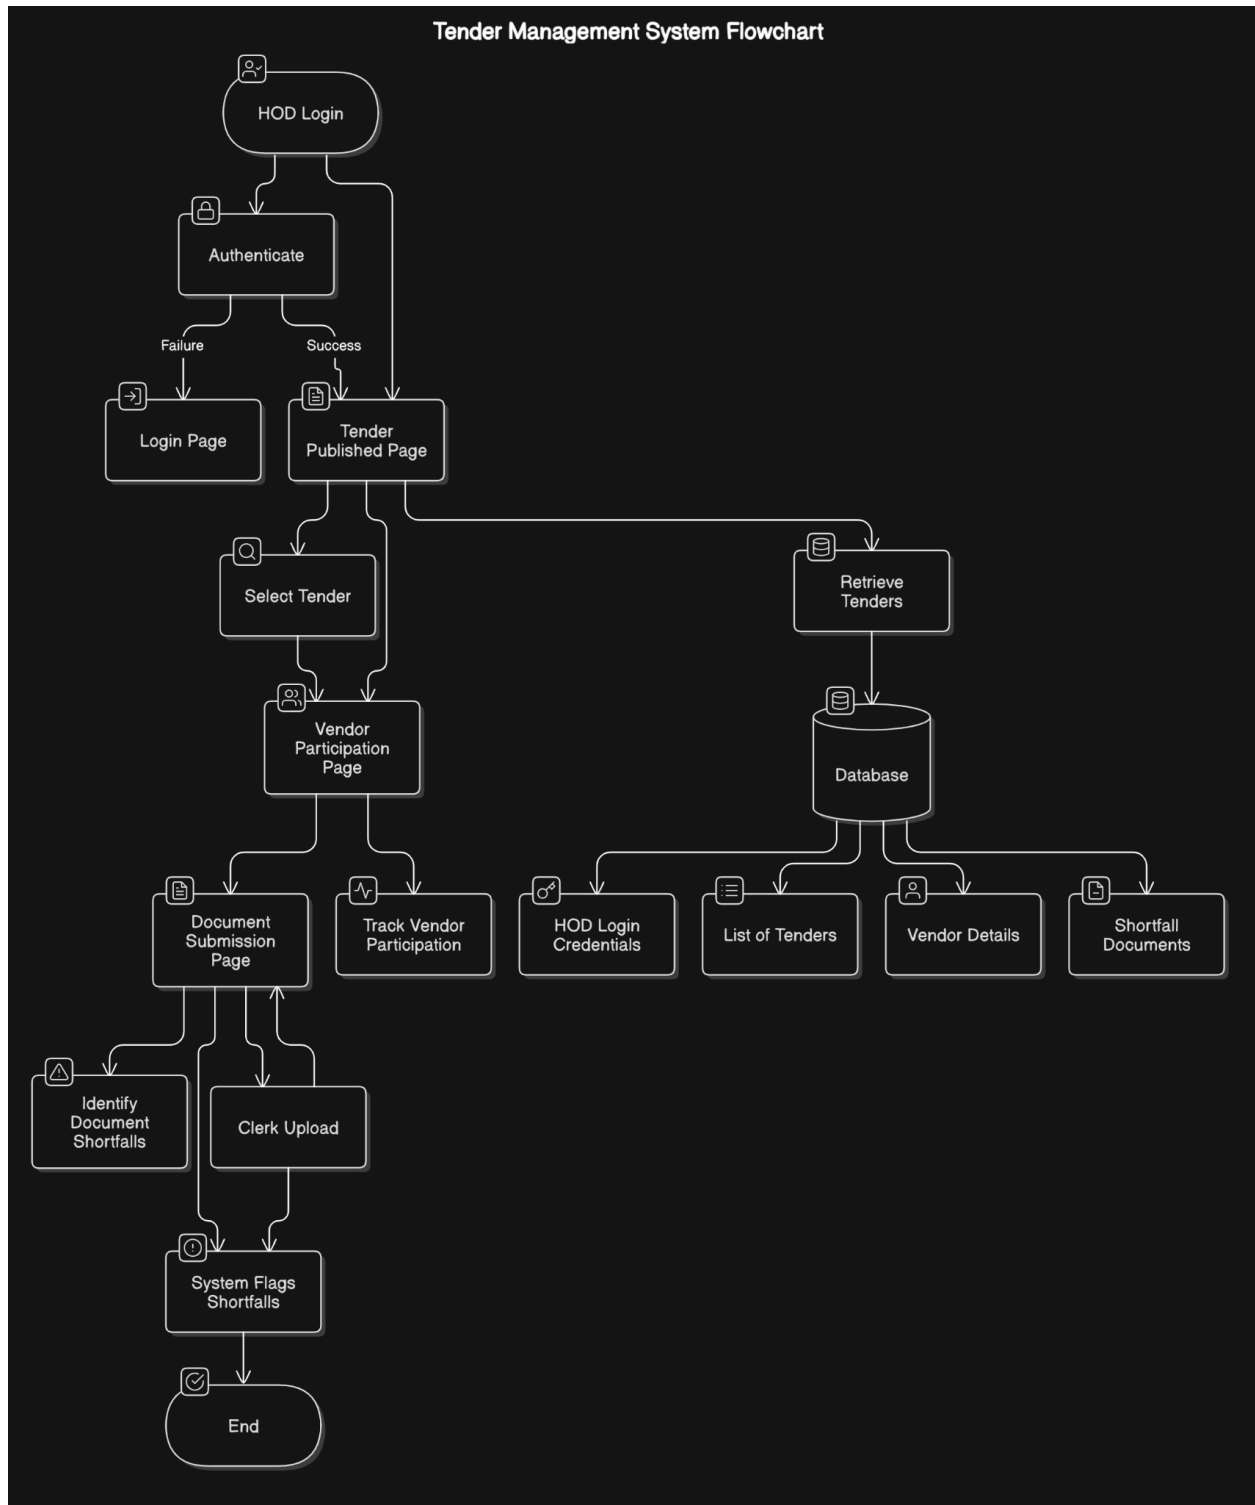 Tender Management System Flowchart
HOD Login
Authenticate
Failure
Success
Login Page
Tender
Published Page
Select Tender
Retrieve
Tenders
Vendor
Participation
Page
Database
Document
Submission
Page
Track Vendor
Participation
HOD Login
Credentials
List of Tenders
Vendor Details
Shortfall
Documents
Identify
Document
Shortfalls
Clerk Upload
System Flags
Shortfalls
End